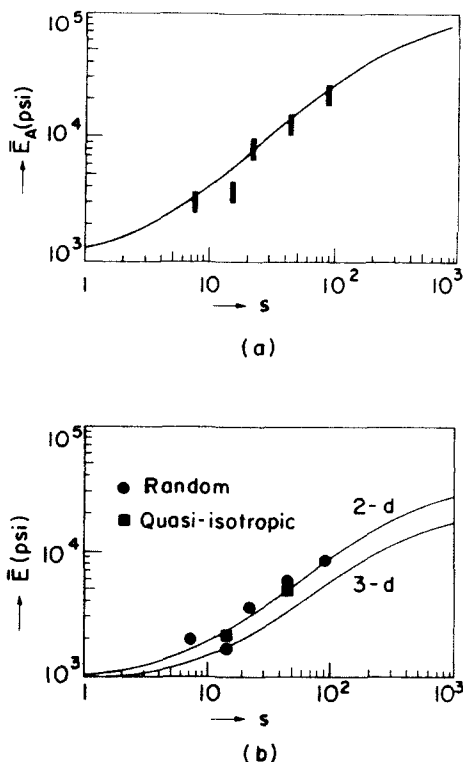 10⁵
10⁴
10³
→ Ē_A (psi)
1 10 10² 10³
→ s
(a)
10⁵
10⁴
10³
→ Ē (psi)
● Random
■ Quasi-isotropic
2-d
3-d
1 10 10² 10³
→ s
(b)